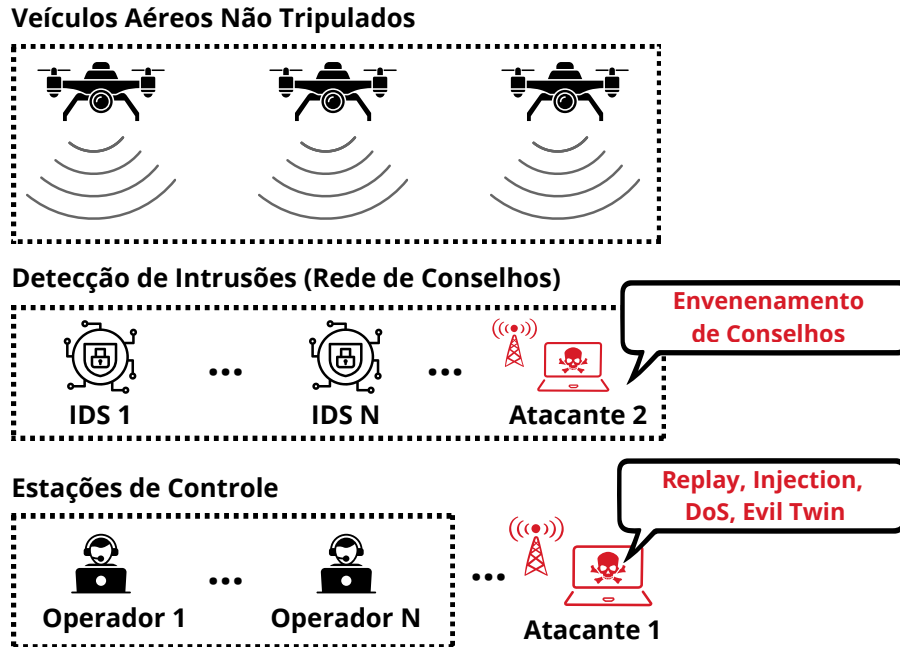 Veículos Aéreos Não Tripulados
Detecção de Intrusões (Rede de Conselhos)
Envenenamento
de Conselhos
...
...
IDS 1
IDS N
Atacante 2
Estações de Controle
Replay, Injection,
DoS, Evil Twin
...
...
Operador 1
Operador N
Atacante 1